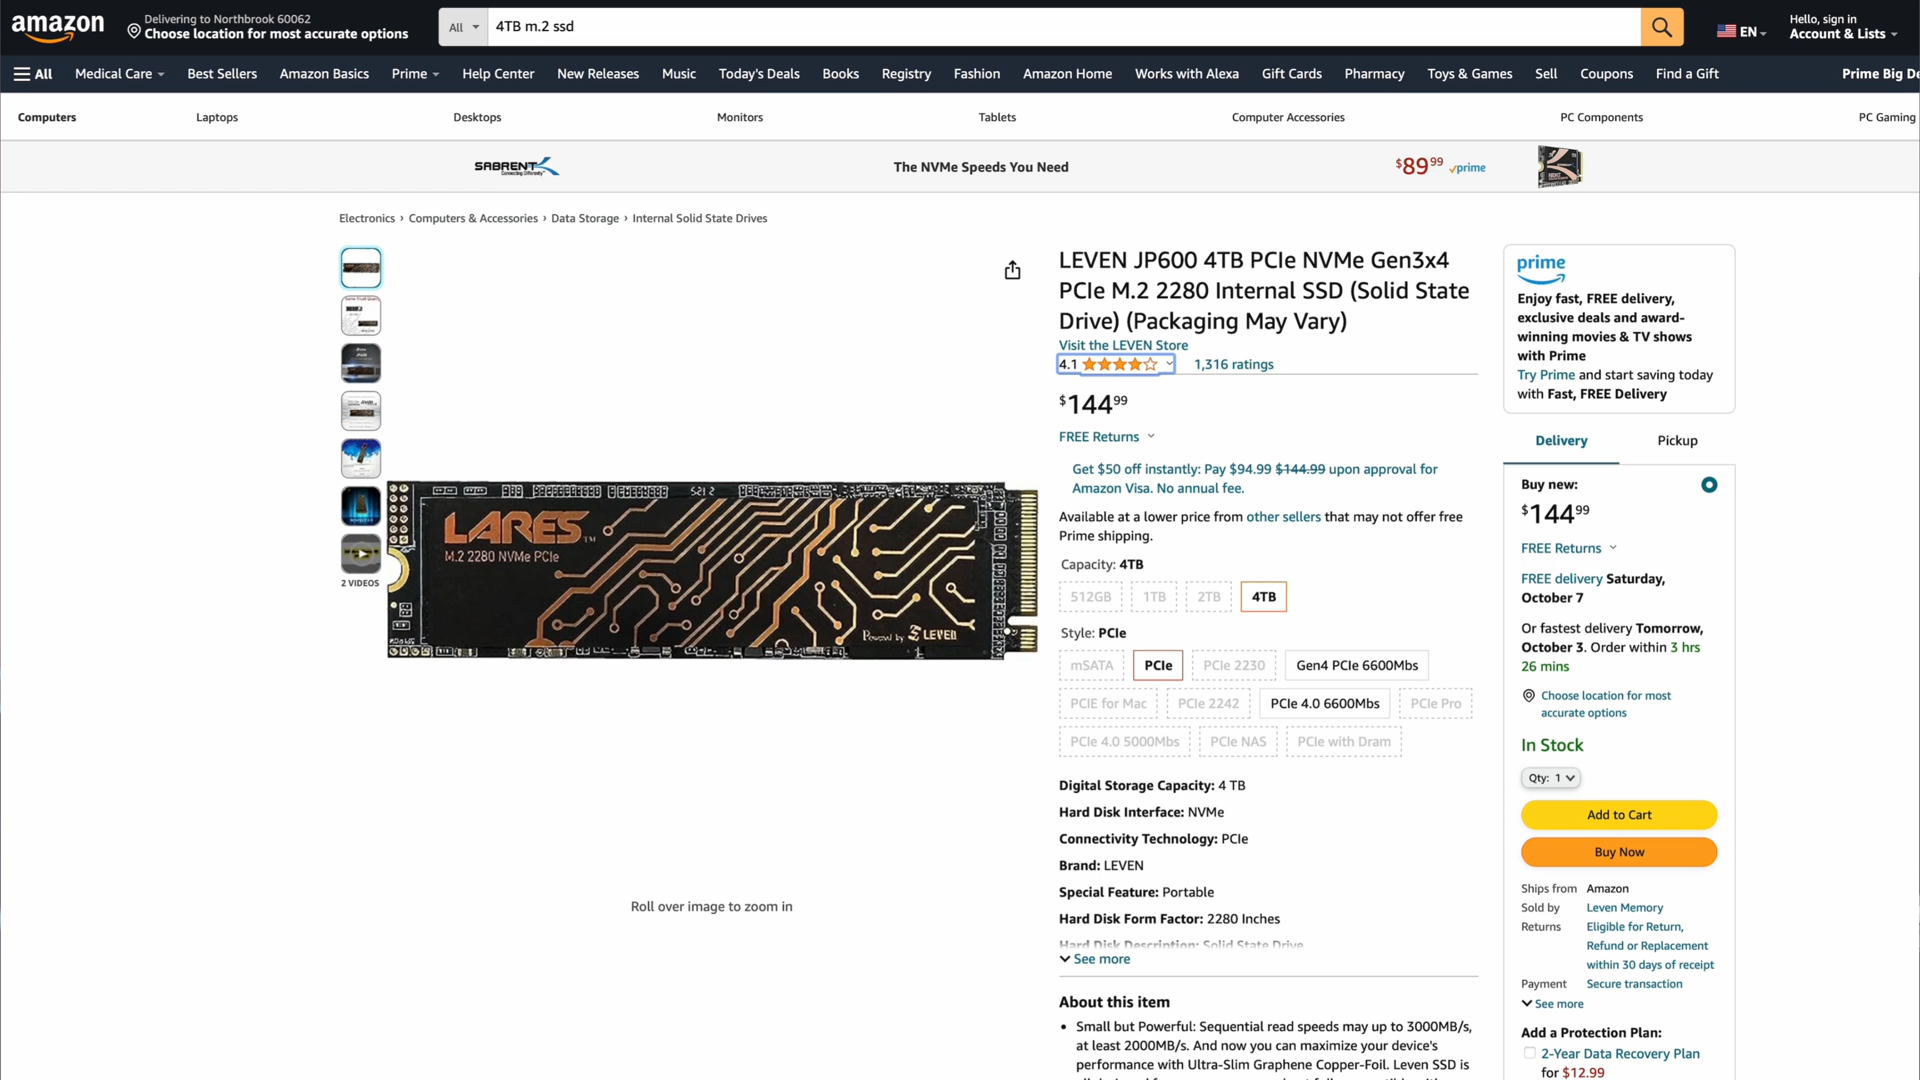 amazon
Delivering to Northbrook 60062
Choose location for most accurate options
All
4TB m.2 ssd
EN
Hello, sign in
Account & Lists
All
Medical Care
Best Sellers
Amazon Basics
Prime
Help Center
New Releases
Music
Today's Deals
Books
Registry
Fashion
Amazon Home
Works with Alexa
Gift Cards
Pharmacy
Toys & Games
Sell
Coupons
Find a Gift
Prime Big De
Computers
Laptops
Desktops
Monitors
Tablets
Computer Accessories
PC Components
PC Gaming
SABRENT
The NVMe Speeds You Need
$89.99 prime
Electronics › Computers & Accessories › Data Storage › Internal Solid State Drives
2 VIDEOS
5212
LARES™
M.2 2280 NVMe PCIe
Powered by LEVEN
Roll over image to zoom in
LEVEN JP600 4TB PCIe NVMe Gen3x4
PCIe M.2 2280 Internal SSD (Solid State
Drive) (Packaging May Vary)
Visit the LEVEN Store
4.1
1,316 ratings
$144 99
FREE Returns
Get $50 off instantly: Pay $94.99 $144.99 upon approval for
Amazon Visa. No annual fee.
Available at a lower price from other sellers that may not offer free
Prime shipping.
Capacity: 4TB
512GB
1TB
2TB
4TB
Style: PCIe
mSATA
PCIe
PCIe 2230
Gen4 PCIe 6600Mbs
PCIE for Mac
PCIe 2242
PCIe 4.0 6600Mbs
PCIe Pro
PCIe 4.0 5000Mbs
PCIe NAS
PCIe with Dram
Digital Storage Capacity: 4 TB
Hard Disk Interface: NVMe
Connectivity Technology: PCIe
Brand: LEVEN
Special Feature: Portable
Hard Disk Form Factor: 2280 Inches
Hard Disk Description: Solid State Drive
See more
About this item
• Small but Powerful: Sequential read speeds may up to 3000MB/s,
at least 2000MB/s. And now you can maximize your device's
performance with Ultra-Slim Graphene Copper-Foil. Leven SSD is
prime
Enjoy fast, FREE delivery,
exclusive deals and award-
winning movies & TV shows
with Prime
Try Prime and start saving today
with Fast, FREE Delivery
Delivery
Pickup
Buy new:
$144 99
FREE Returns
FREE delivery Saturday,
October 7
Or fastest delivery Tomorrow,
October 3. Order within 3 hrs
26 mins
Choose location for most
accurate options
In Stock
Qty: 1
Add to Cart
Buy Now
Ships from Amazon
Sold by Leven Memory
Returns Eligible for Return,
Refund or Replacement
within 30 days of receipt
Payment Secure transaction
See more
Add a Protection Plan:
2-Year Data Recovery Plan
for $12.99